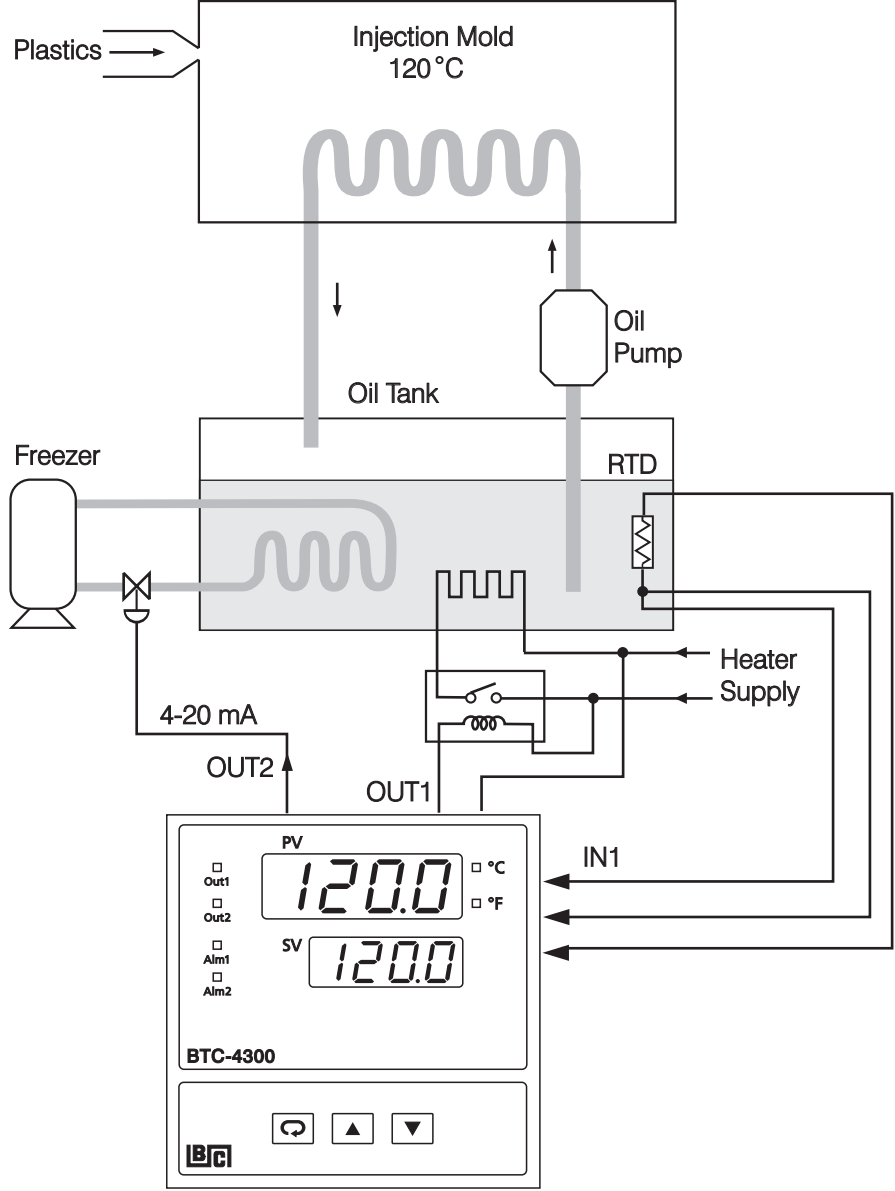 Plastics
Injection Mold
120°C
Oil
Pump
Oil Tank
Freezer
RTD
Heater
Supply
4-20 mA
OUT2
OUT1
IN1
PV
120.0
°C
°F
Out1
Out2
SV
120.0
Alm1
Alm2
BTC-4300
BTC